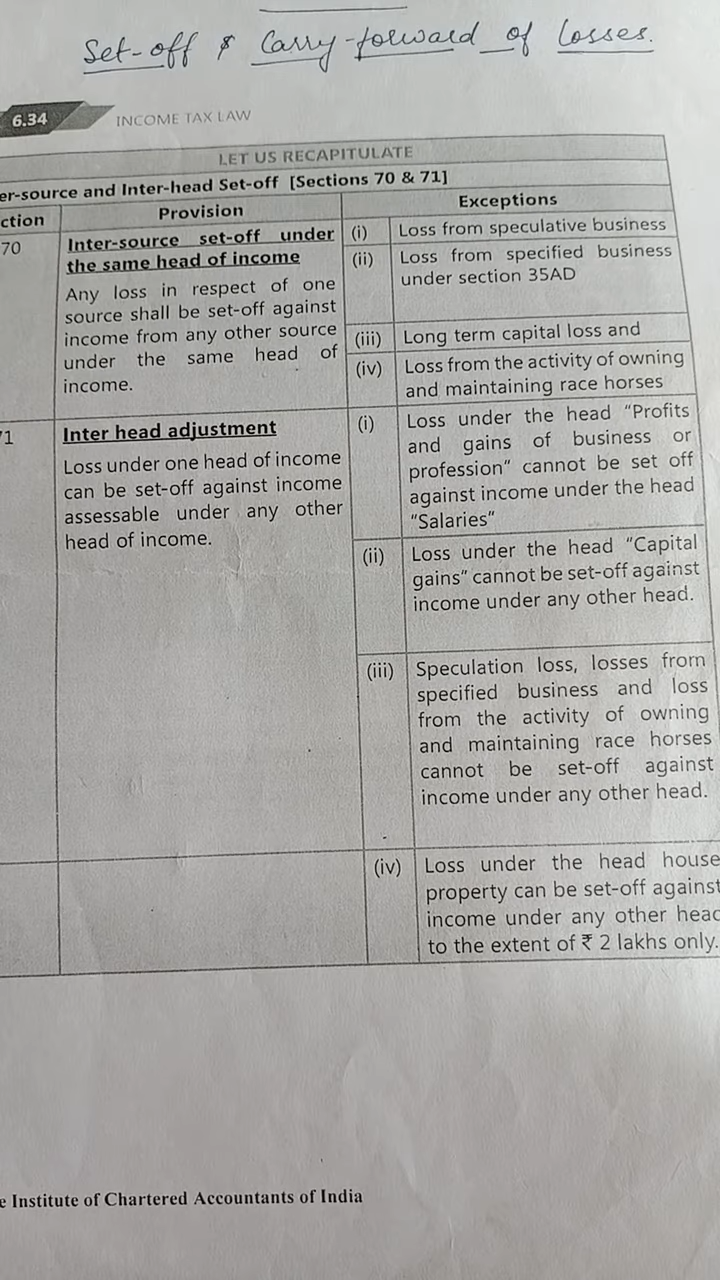 Set-off & Carry-forward of Losses.
6.34 INCOME TAX LAW
LET US RECAPITULATE
er-source and Inter-head Set-off [Sections 70 & 71]
ction
Provision
Exceptions
70
Inter-source set-off under
the same head of income
Any loss in respect of one
source shall be set-off against
income from any other source
under the same head of
income.
(i) Loss from speculative business
(ii) Loss from specified business
under section 35AD
(iii) Long term capital loss and
(iv) Loss from the activity of owning
and maintaining race horses
71
Inter head adjustment
Loss under one head of income
can be set-off against income
assessable under any other
head of income.
(i) Loss under the head “Profits
and gains of business or
profession” cannot be set off
against income under the head
“Salaries”
(ii) Loss under the head “Capital
gains” cannot be set-off against
income under any other head.
(iii) Speculation loss, losses from
specified business and loss
from the activity of owning
and maintaining race horses
cannot be set-off against
income under any other head.
(iv) Loss under the head house
property can be set-off against
income under any other head
to the extent of ₹ 2 lakhs only.
e Institute of Chartered Accountants of India